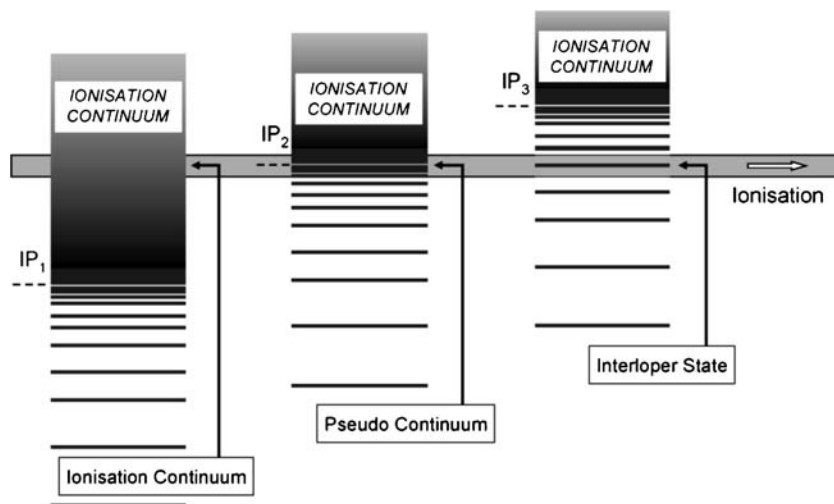 IONISATION
CONTINUUM
IP1
IONISATION
CONTINUUM
IP2
IONISATION
CONTINUUM
IP3
Ionisation
Interloper State
Pseudo Continuum
Ionisation Continuum